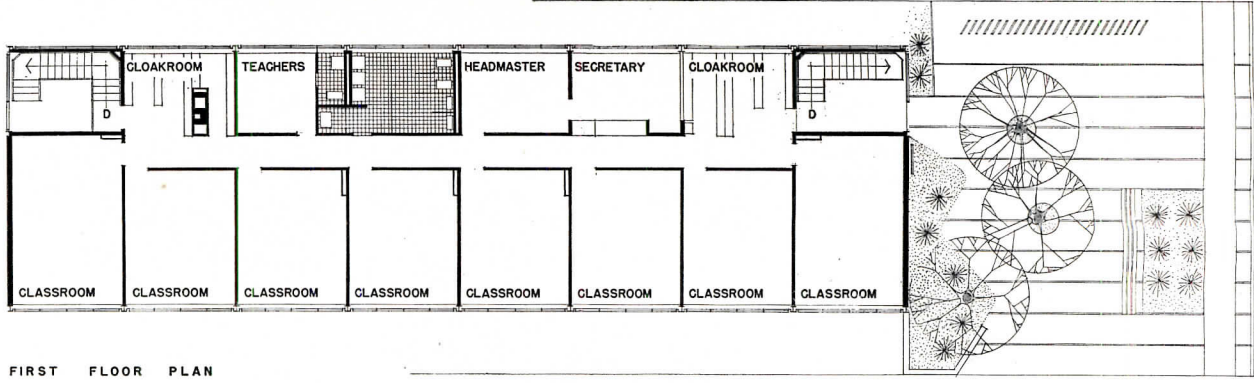 CLOAKROOM TEACHERS HEADMASTER SECRETARY CLOAKROOM
D D
CLASSROOM CLASSROOM CLASSROOM CLASSROOM CLASSROOM CLASSROOM CLASSROOM CLASSROOM
FIRST FLOOR PLAN